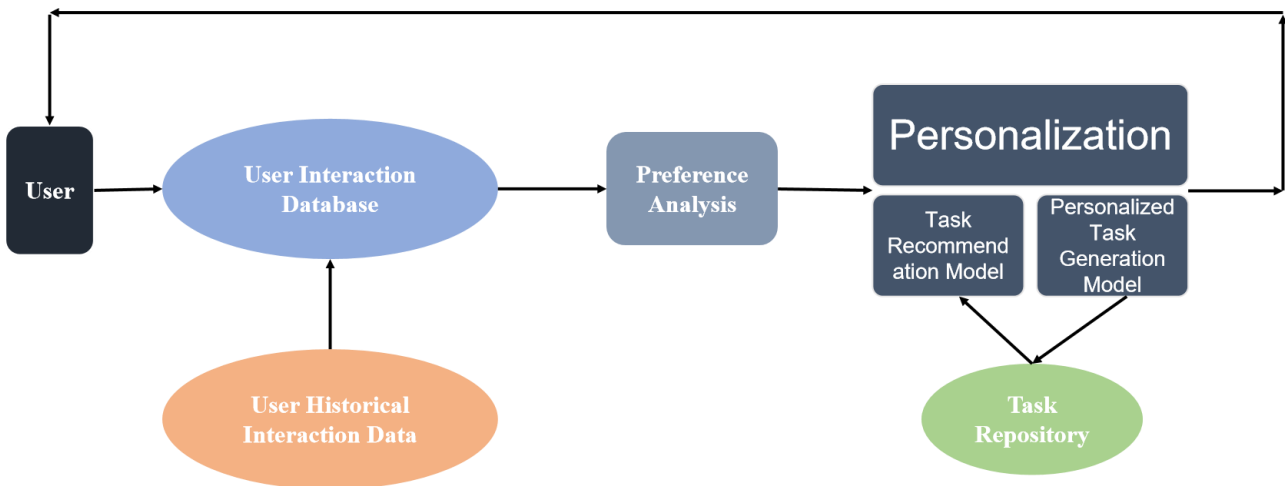 User
User Interaction
Database
Preference
Analysis
Personalization
Task
Recommend
ation Model
Personalized
Task
Generation
Model
User Historical
Interaction Data
Task
Repository